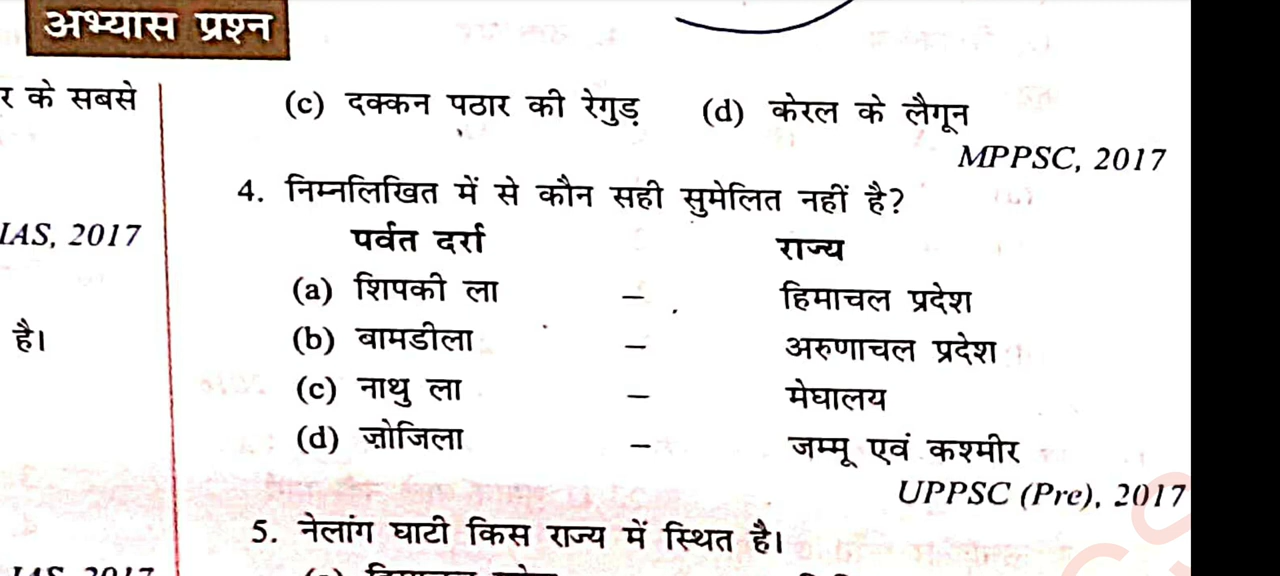 अभ्यास प्रश्न
र के सबसे
IAS, 2017
है।
(c) दक्कन पठार की रेगुड़ (d) केरल के लैगून
MPPSC, 2017
4. निम्नलिखित में से कौन सही सुमेलित नहीं है?
पर्वत दर्रा राज्य
(a) शिपकी ला – हिमाचल प्रदेश
(b) बामडीला – अरुणाचल प्रदेश
(c) नाथु ला – मेघालय
(d) ज़ोजिला – जम्मू एवं कश्मीर
UPPSC (Pre), 2017
5. नेलांग घाटी किस राज्य में स्थित है।